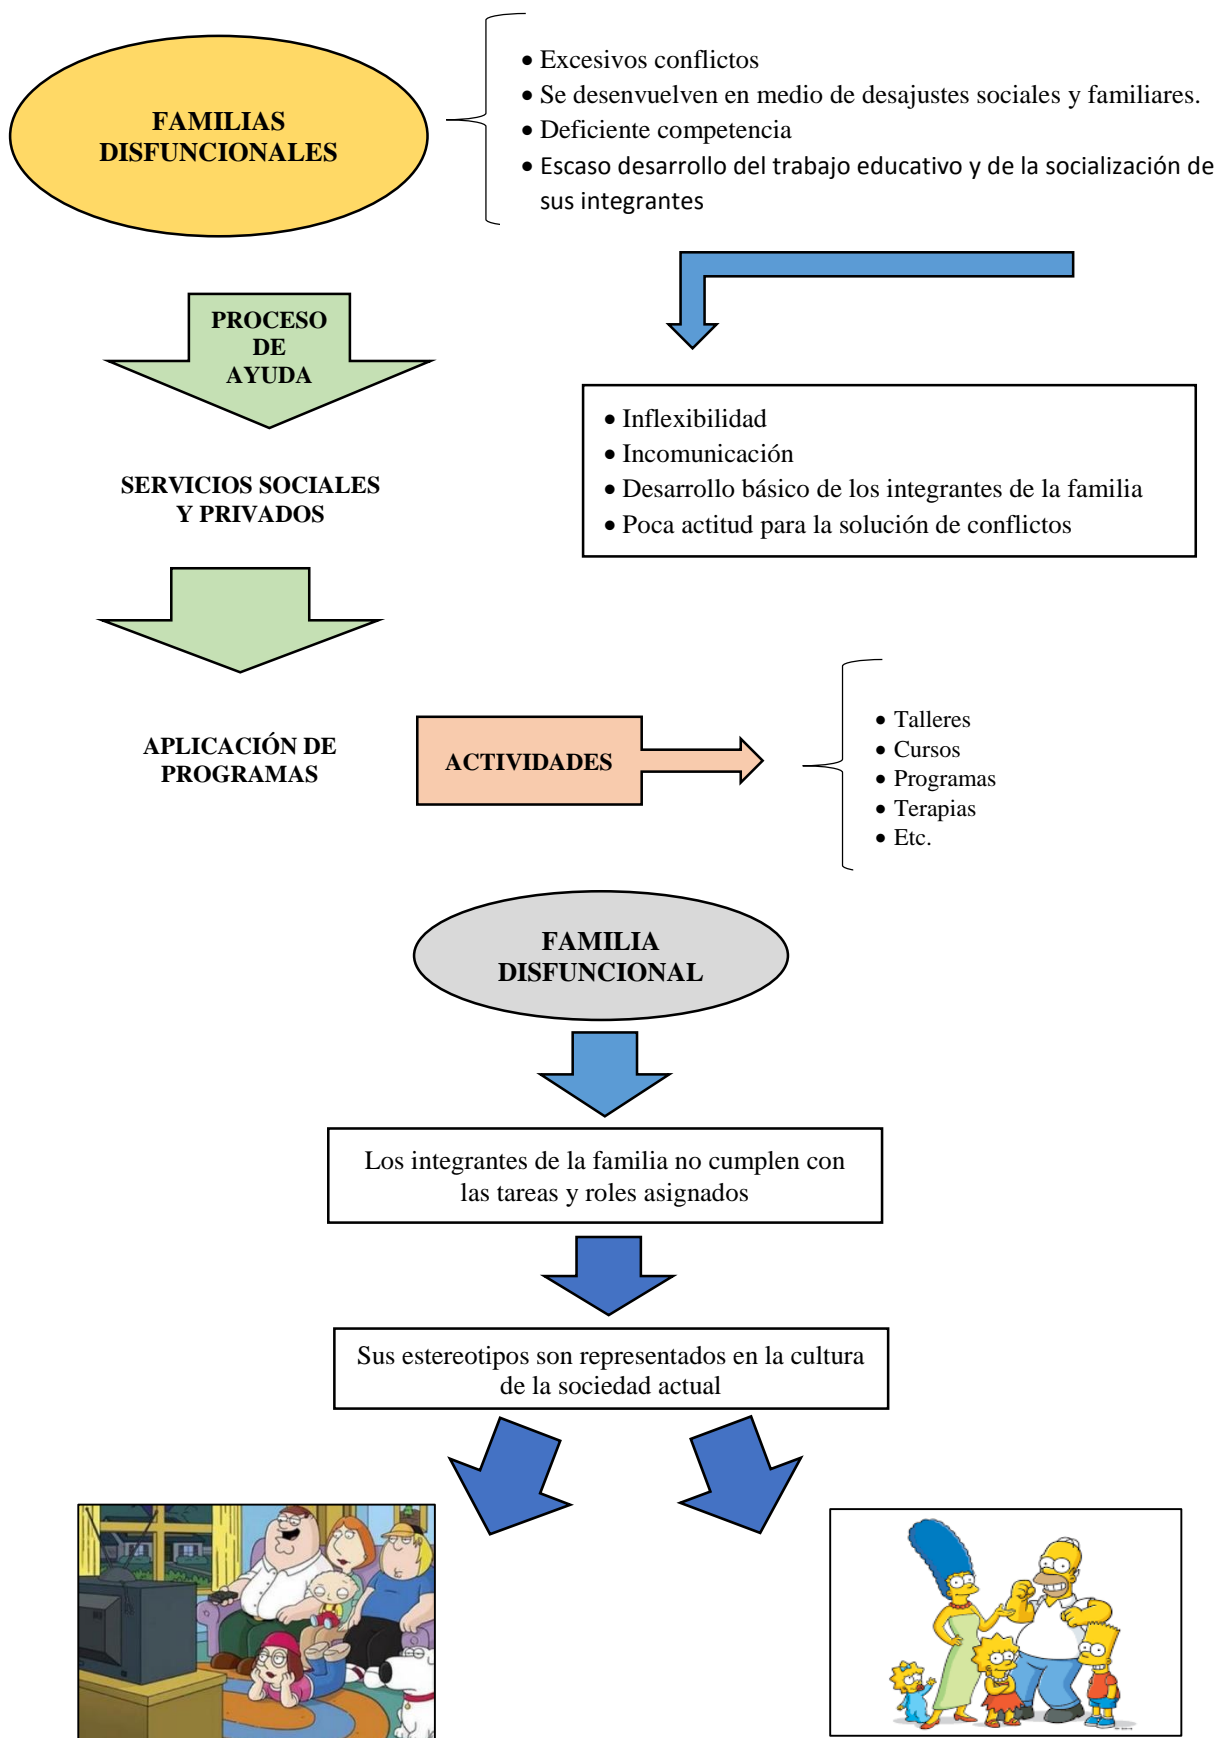 FAMILIAS
DISFUNCIONALES
• Excesivos conflictos
• Se desenvuelven en medio de desajustes sociales y familiares.
• Deficiente competencia
• Escaso desarrollo del trabajo educativo y de la socialización de
sus integrantes
PROCESO
DE
AYUDA
• Inflexibilidad
• Incomunicación
• Desarrollo básico de los integrantes de la familia
• Poca actitud para la solución de conflictos
SERVICIOS SOCIALES
Y PRIVADOS
APLICACIÓN DE
PROGRAMAS
ACTIVIDADES
• Talleres
• Cursos
• Programas
• Terapias
• Etc.
FAMILIA
DISFUNCIONAL
Los integrantes de la familia no cumplen con
las tareas y roles asignados
Sus estereotipos son representados en la cultura
de la sociedad actual